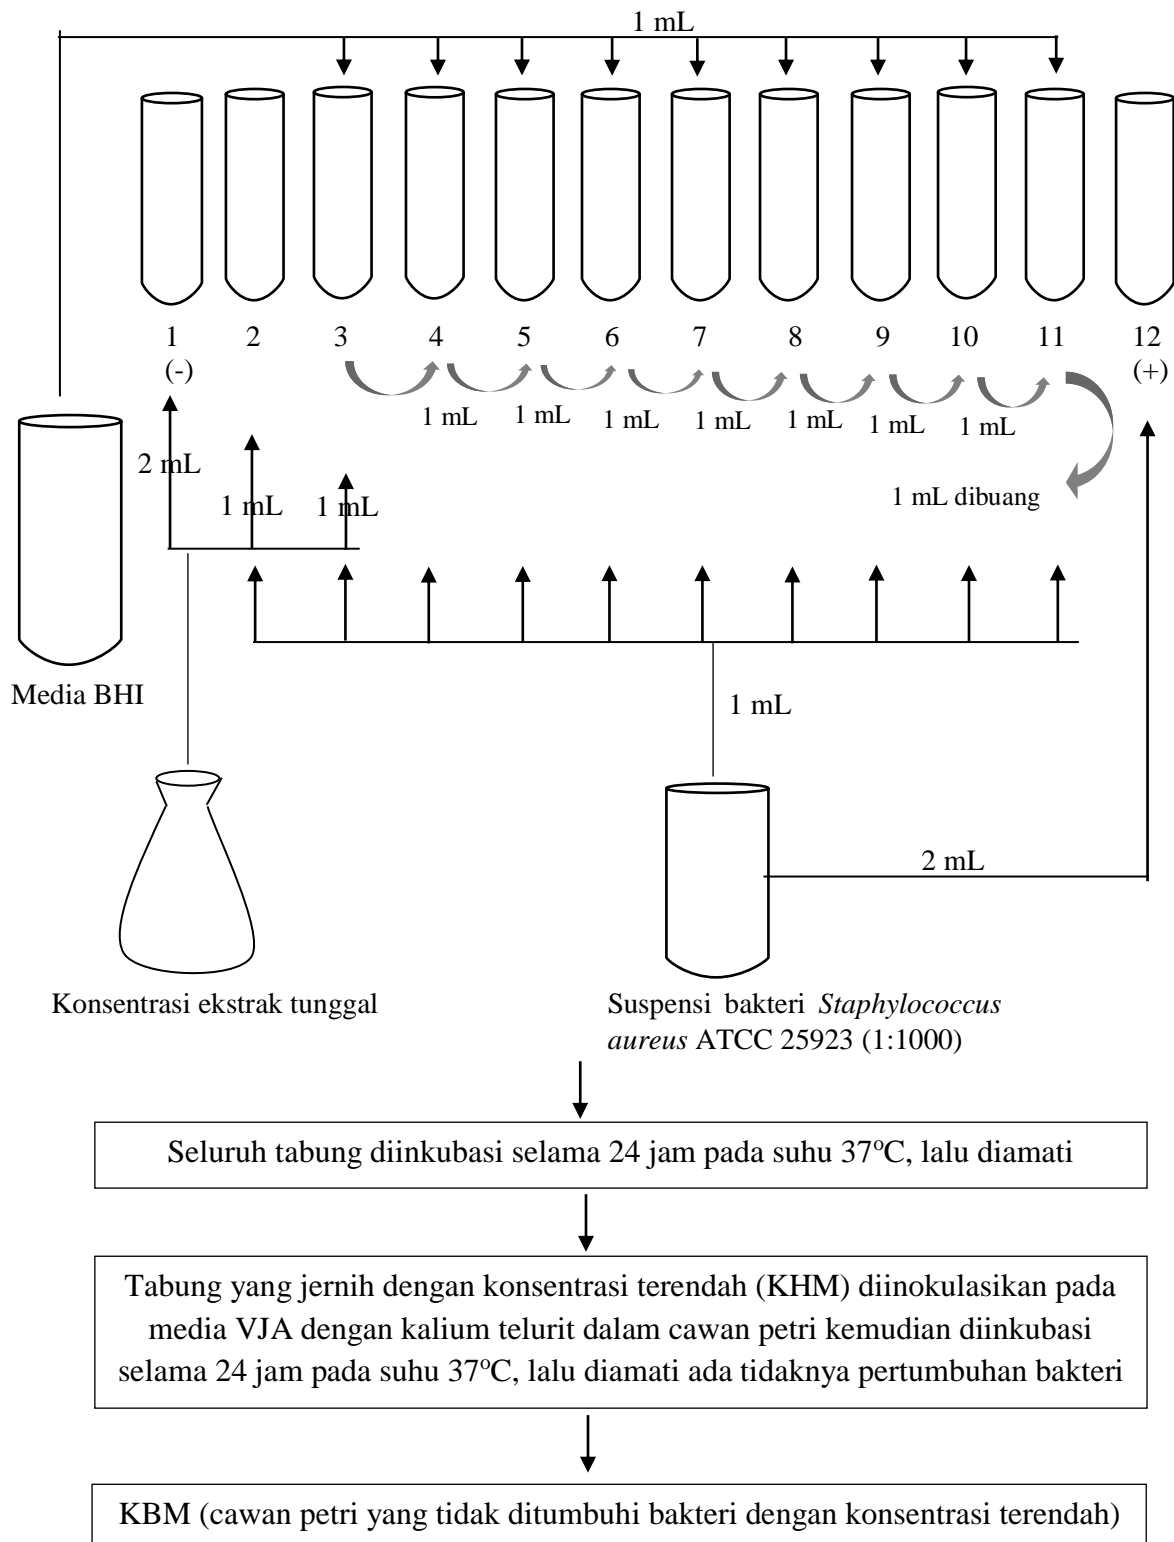 1 mL
1 2 3 4 5 6 7 8 9 10 11 12
(-) (+)
1 mL 1 mL 1 mL 1 mL 1 mL 1 mL 1 mL
2 mL
1 mL 1 mL
1 mL dibuang
Media BHI
1 mL
2 mL
Konsentrasi ekstrak tunggal
Suspensi bakteri Staphylococcus
aureus ATCC 25923 (1:1000)
Seluruh tabung diinkubasi selama 24 jam pada suhu 37°C, lalu diamati
Tabung yang jernih dengan konsentrasi terendah (KHM) diinokulasikan pada
media VJA dengan kalium telurit dalam cawan petri kemudian diinkubasi
selama 24 jam pada suhu 37°C, lalu diamati ada tidaknya pertumbuhan bakteri
KBM (cawan petri yang tidak ditumbuhi bakteri dengan konsentrasi terendah)